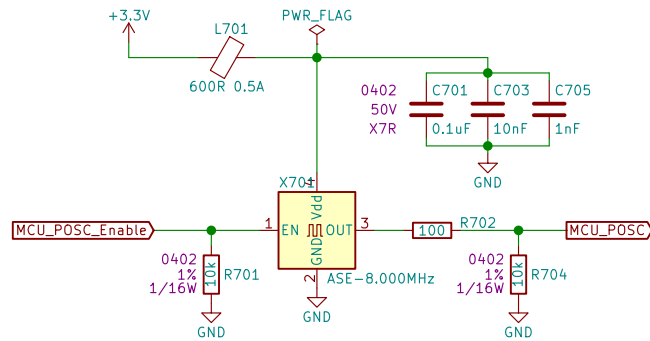 PWR_FLAG
+3.3V
L701
600R 0.5A
0402
50V
X7R
C701
0.1uF
C703
10nF
C705
1nF
GND
X701
4
Vdd
MCU_POSC_Enable
1
EN
GND
OUT
3
100
R702
MCU_POSC
2
ASE-8.000MHz
0402
1%
1/16W
10k
R701
GND
GND
0402
1%
1/16W
10k
R704
GND